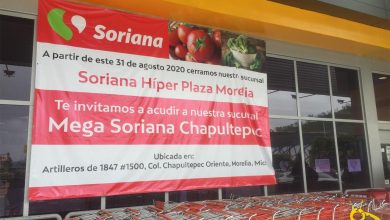 Soriana
A partir de este 31 de agosto 2020 cerramos nuestra sucursal
Soriana Híper Plaza Morelia
Te invitamos a acudir a nuestra sucursal
Mega Soriana Chapultepec
Ubicada en:
Artilleros de 1847 #1500, Col. Chapultepec Oriente, Morelia, Mich